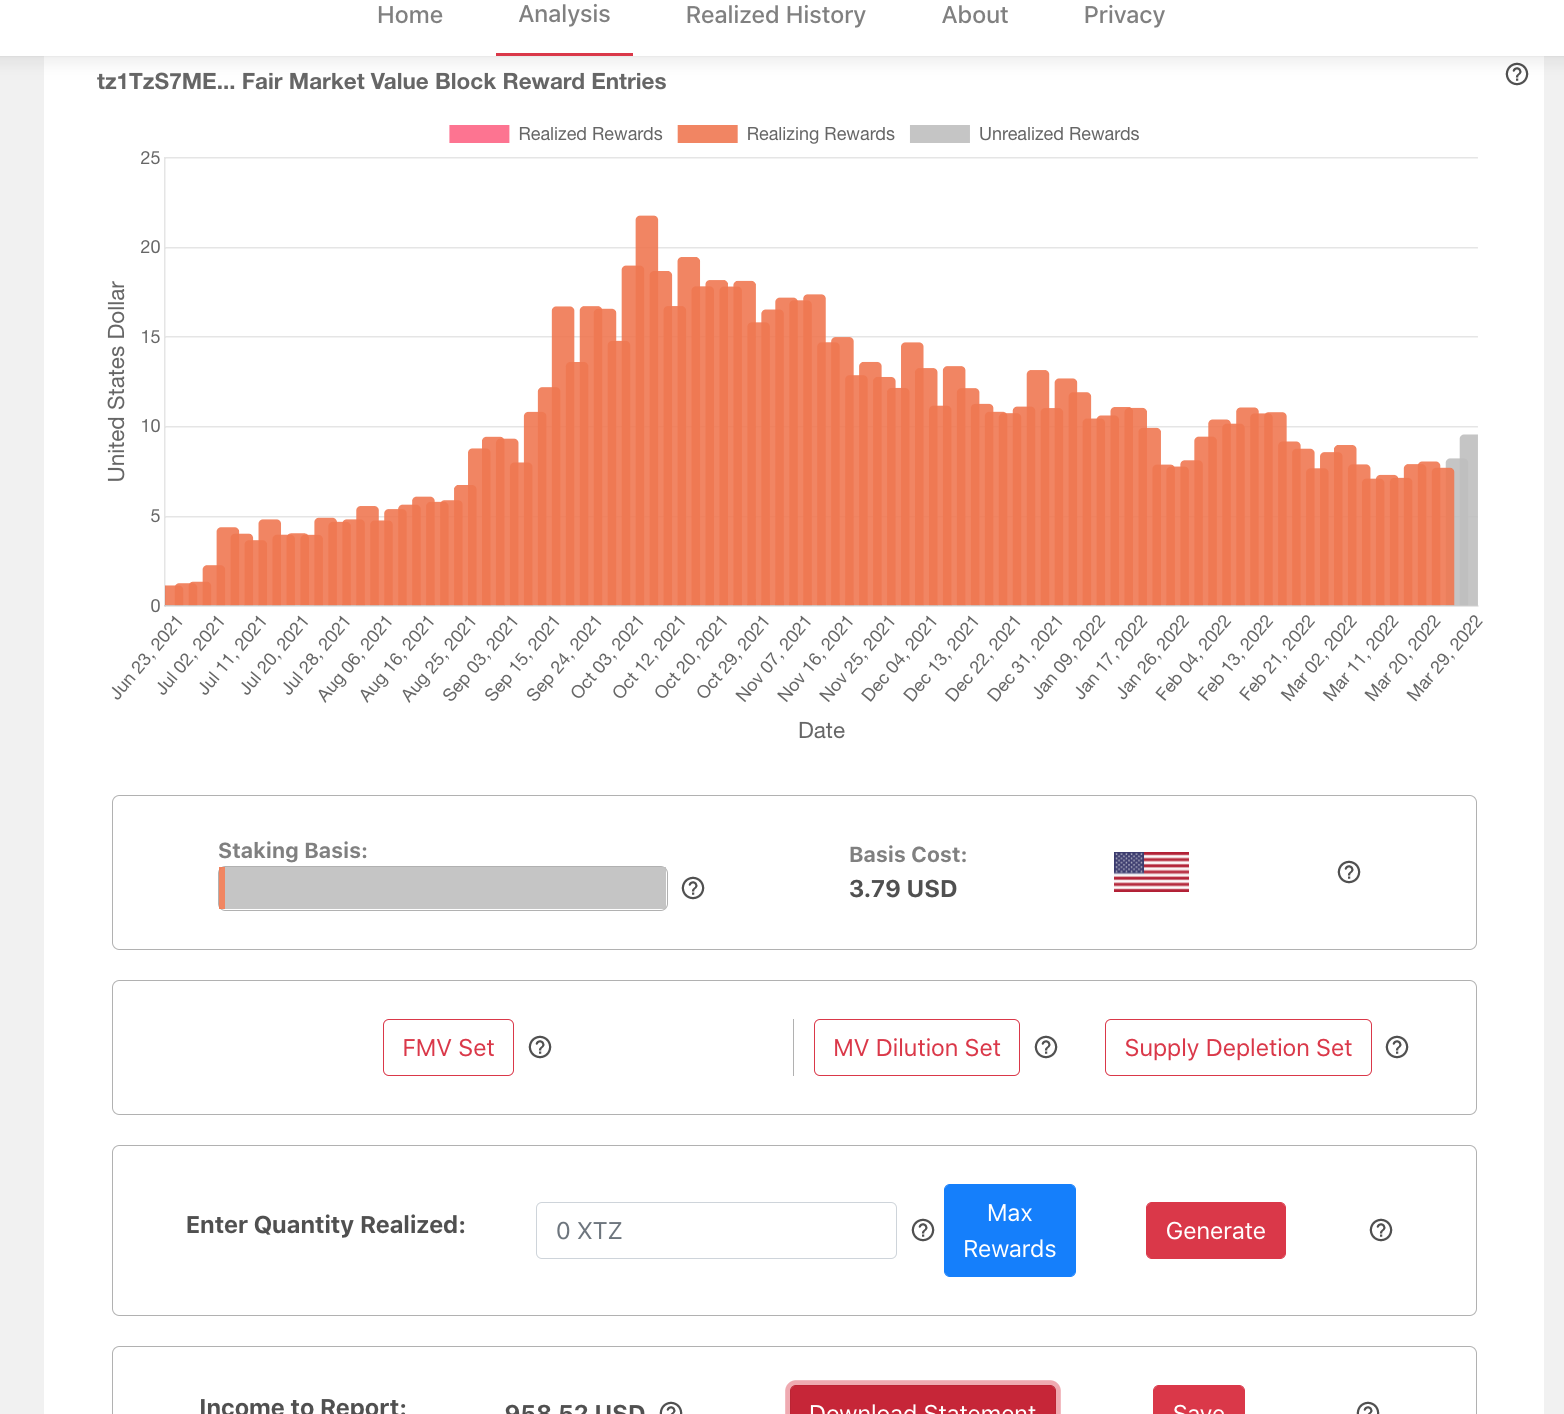 Home Analysis Realized History About Privacy
tz1TzS7ME... Fair Market Value Block Reward Entries
Realized Rewards Realizing Rewards Unrealized Rewards
25
20
15
10
5
0
United States Dollar
Jun 23, 2021 Jul 02, 2021 Jul 11, 2021 Jul 20, 2021 Jul 28, 2021 Aug 06, 2021 Aug 16, 2021 Aug 25, 2021 Sep 03, 2021 Sep 15, 2021 Sep 24, 2021 Oct 03, 2021 Oct 12, 2021 Oct 20, 2021 Oct 29, 2021 Nov 07, 2021 Nov 16, 2021 Nov 25, 2021 Dec 04, 2021 Dec 13, 2021 Dec 22, 2021 Dec 31, 2021 Jan 09, 2022 Jan 17, 2022 Jan 26, 2022 Feb 04, 2022 Feb 13, 2022 Feb 21, 2022 Mar 02, 2022 Mar 11, 2022 Mar 20, 2022 Mar 29, 2022
Date
Staking Basis:
Basis Cost:
3.79 USD
FMV Set MV Dilution Set Supply Depletion Set
Enter Quantity Realized: 0 XTZ Max Rewards Generate
Income to Report: 958.52 USD Download Statement Save